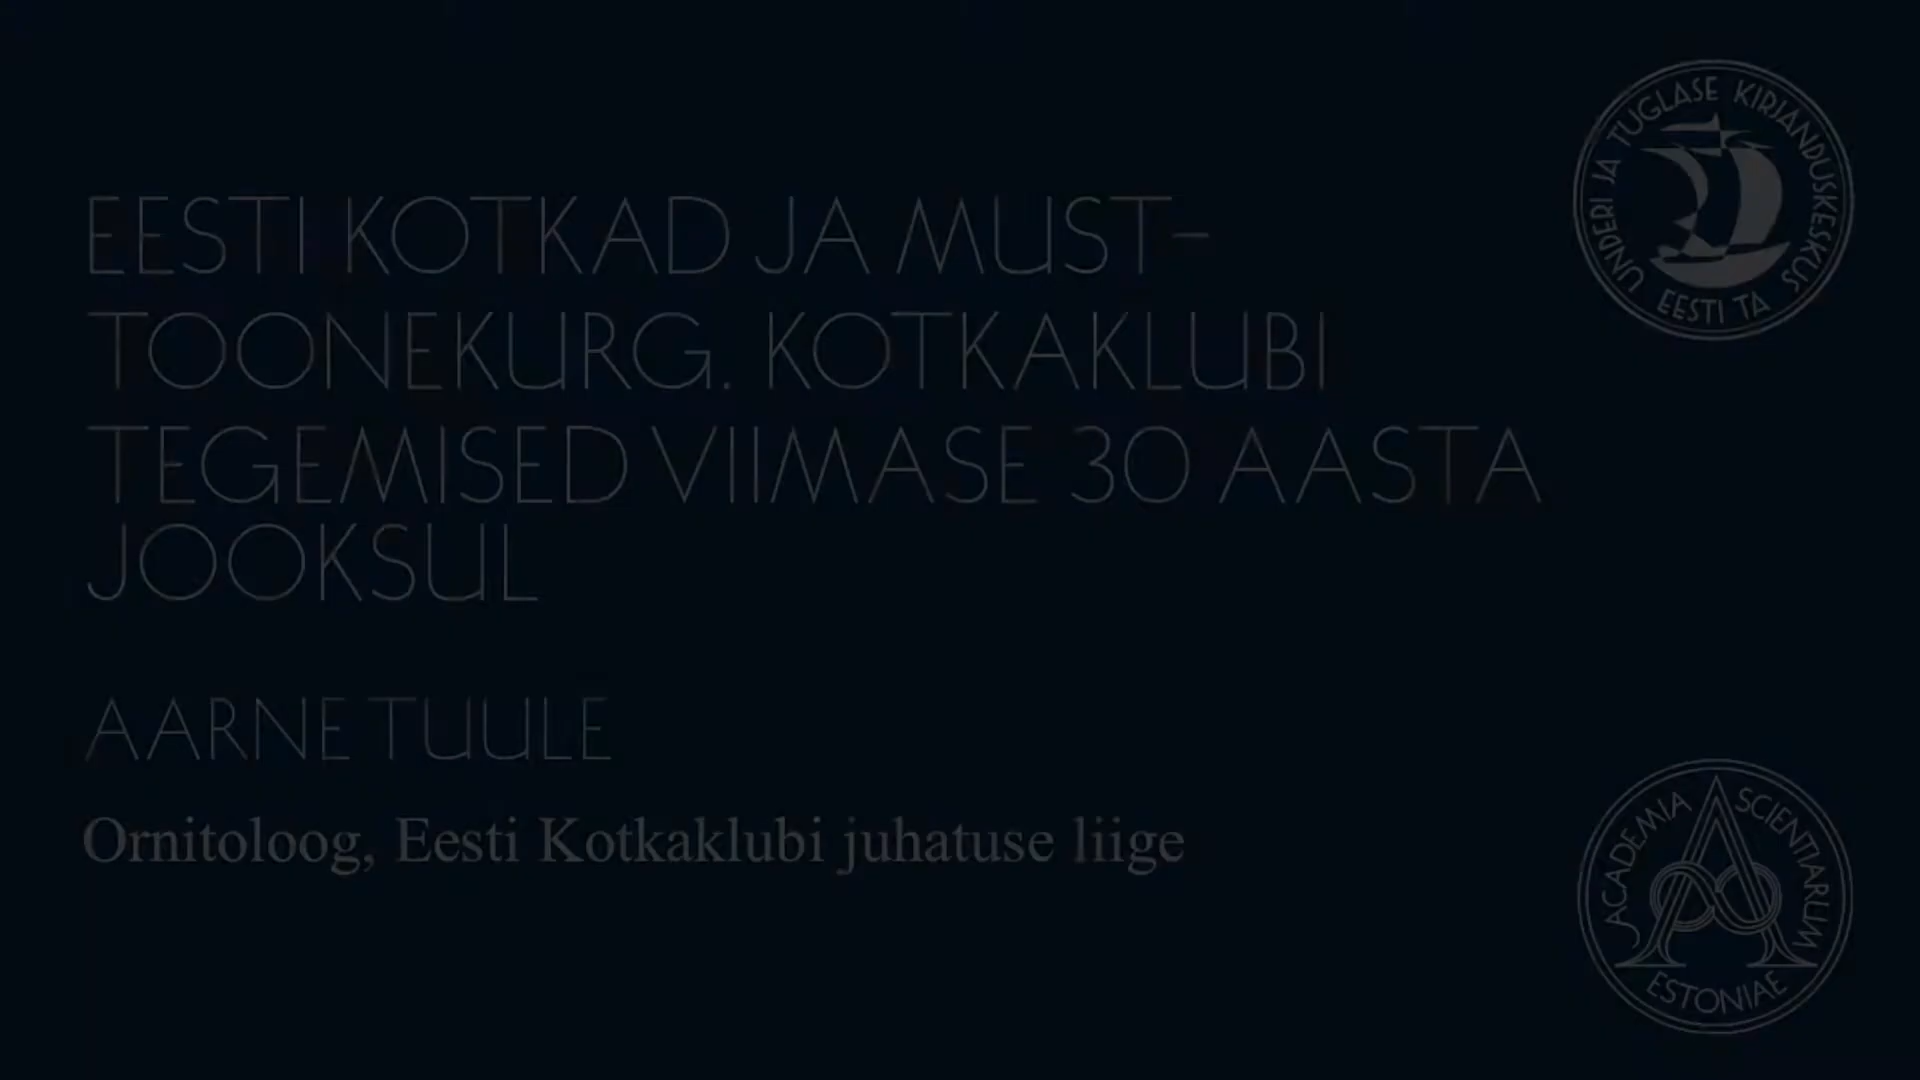 EESTI KOTKAD JA MUST-
TOONEKURG. KOTKAKLUBI
TEGEMISED VIIMASE 30 AASTA
JOOKSUL
AARNE TUULE
Ornitoloog, Eesti Kotkaklubi juhatuse liige
UNDERI JA TUGLASE KIRJANDUSKESKUS
EESTI TA
ACADEMIA SCIENTIARUM
ESTONIAE